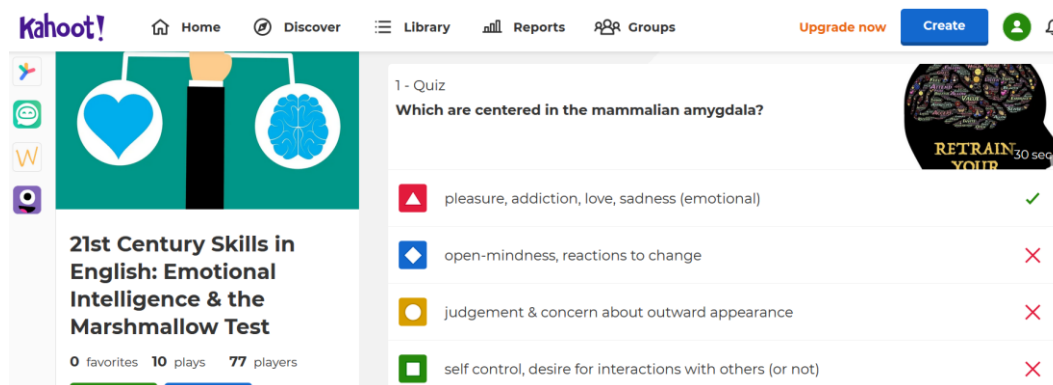 Kahoot!
Home
Discover
Library
Reports
Groups
Upgrade now
Create
W
21st Century Skills in
English: Emotional
Intelligence & the
Marshmallow Test
0 favorites 10 plays 77 players
1 - Quiz
Which are centered in the mammalian amygdala?
RETRAIN
YOUR
30 sec
pleasure, addiction, love, sadness (emotional)
open-mindness, reactions to change
judgement & concern about outward appearance
self control, desire for interactions with others (or not)